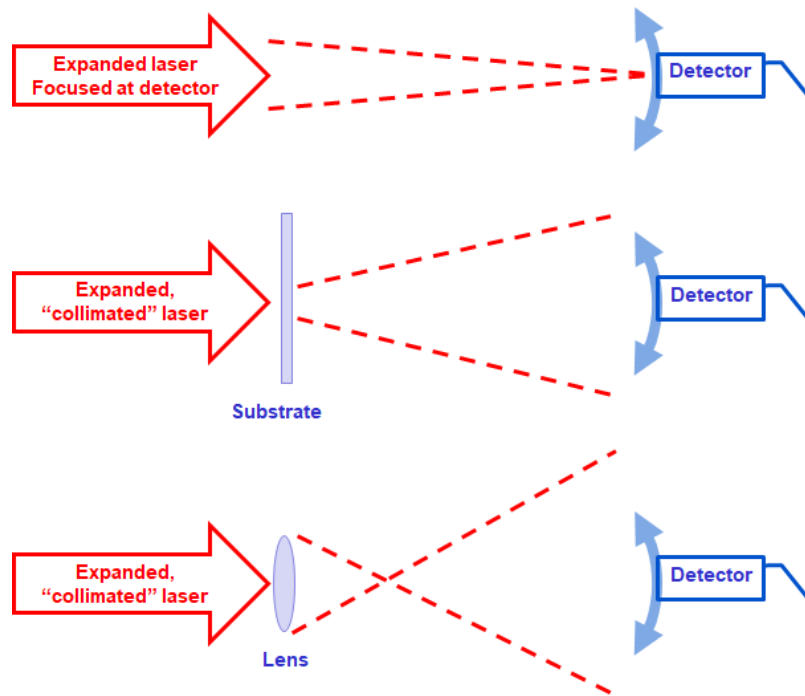 Expanded laser
Focused at detector
Detector
Expanded,
“collimated” laser
Detector
Substrate
Expanded,
“collimated” laser
Detector
Lens